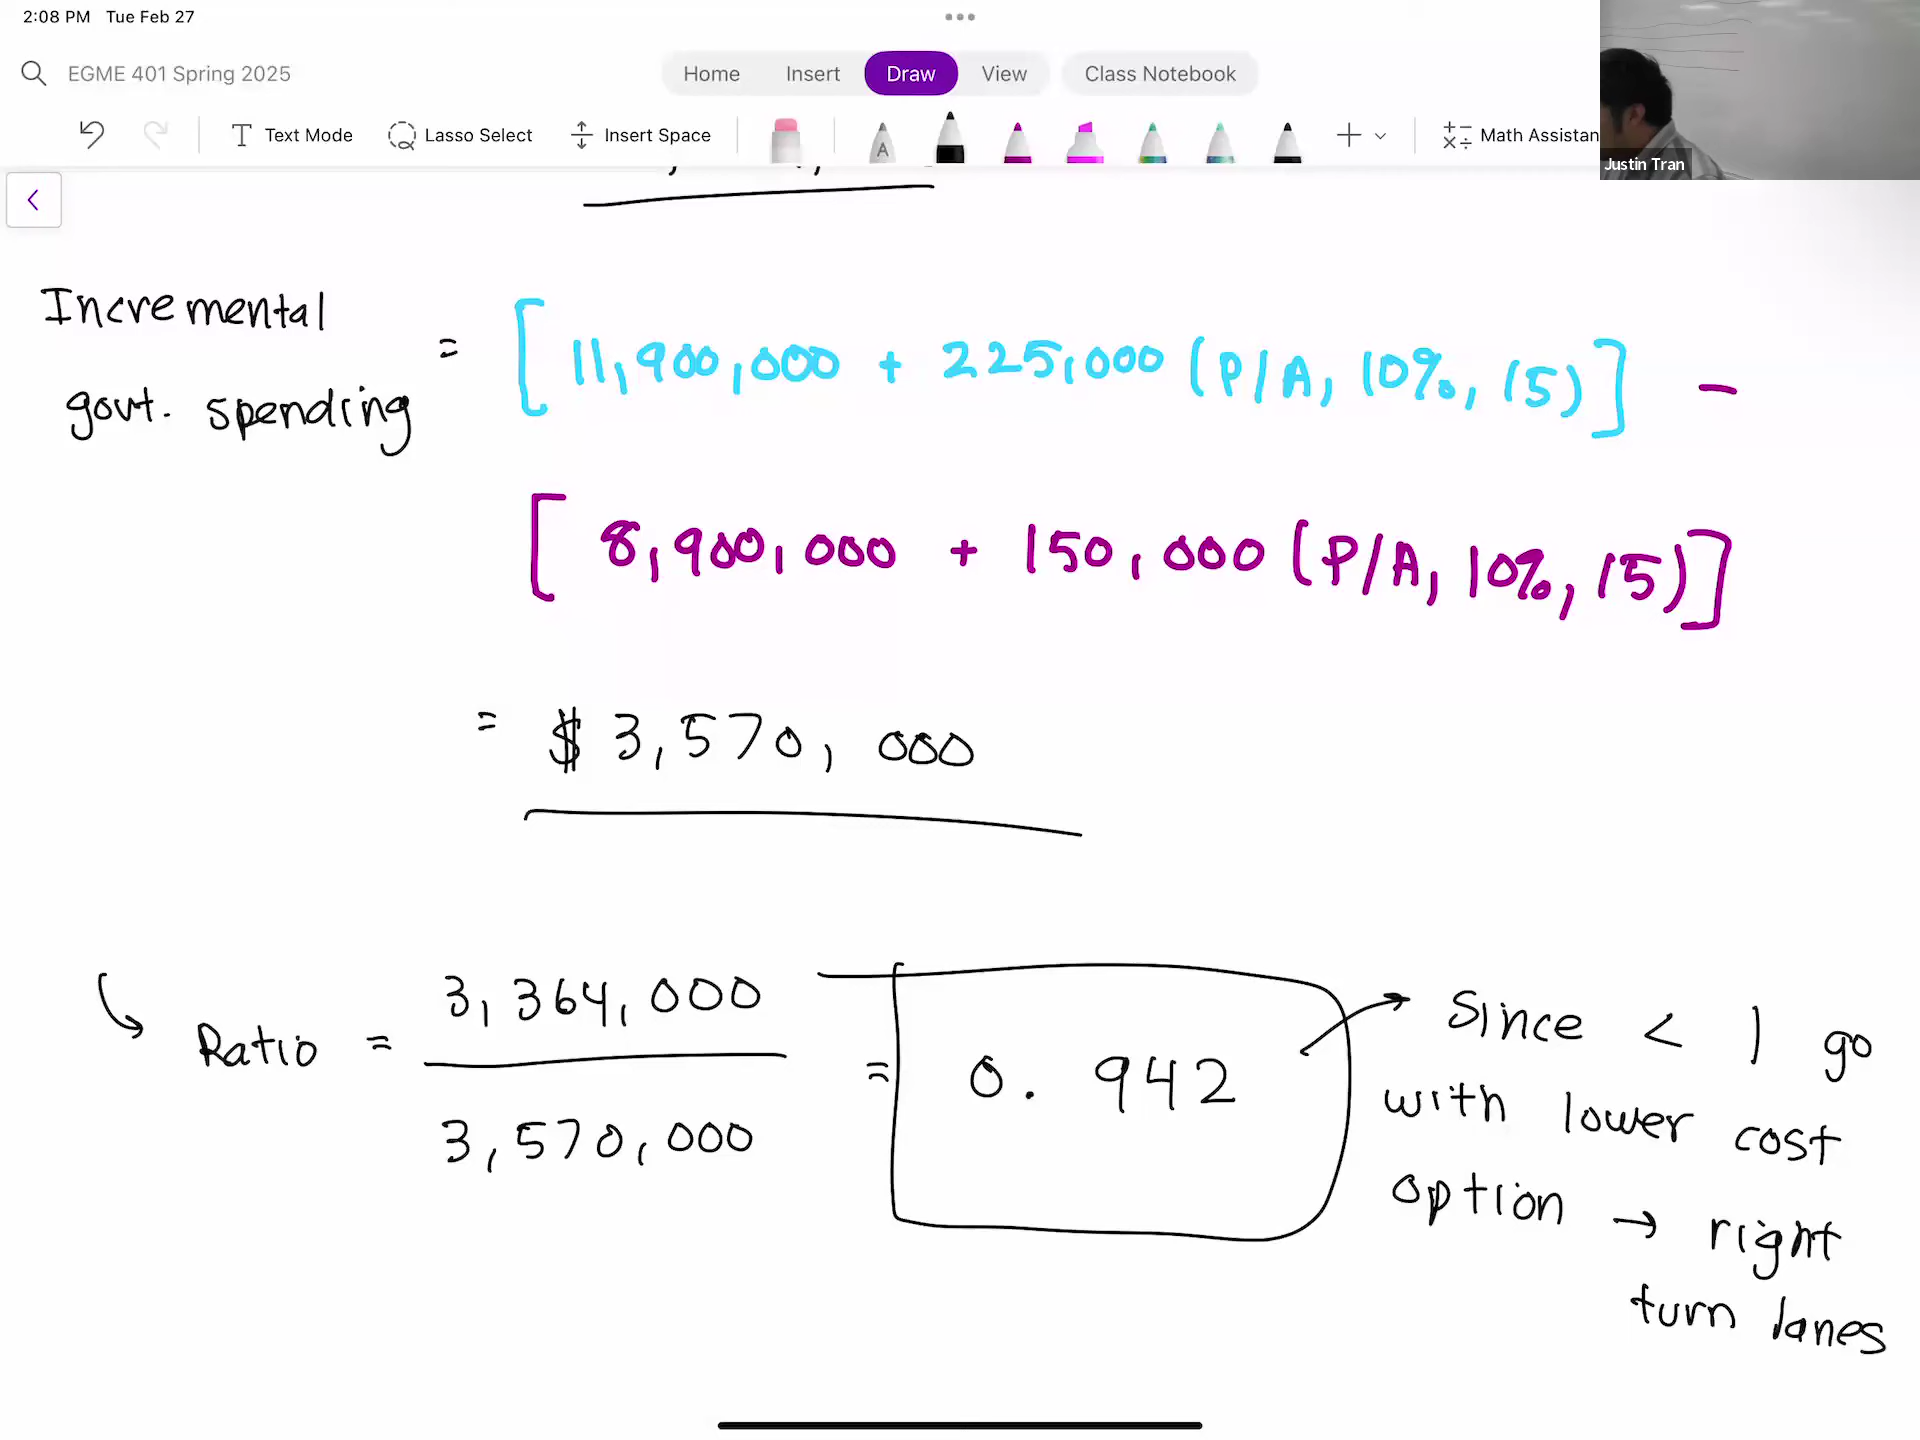 2:08 PM Tue Feb 27
EGME 401 Spring 2025
Home Insert Draw View Class Notebook
Text Mode Lasso Select Insert Space Math Assistan
Justin Tran
Incremental
govt. spending
= [11,900,000 + 225,000 (P/A, 10%, 15)] -
[8,900,000 + 150,000 (P/A, 10%, 15)]
= $3,570,000
Ratio = 3,364,000
3,570,000
= 0.942
Since < 1 go
with lower cost
option → right
turn lanes